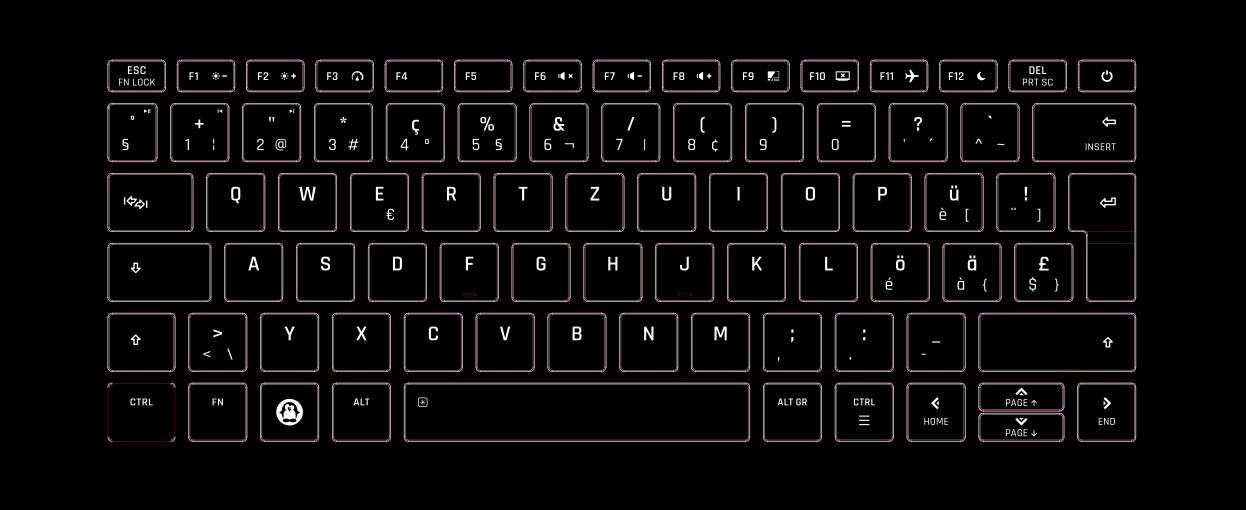 ESC F1 F2 F3 F4 F5 F6 F7 F8 F9 F10 F11 F12 DEL
FN LOCK PRT SC
° + " * ç % & / ( ) = ? `
§ 1 ¦ 2 @ 3 # 4 ° 5 § 6 ¬ 7 | 8 ¢ 9 0 ' ´ ^ ~ INSERT
Q W E R T Z U I O P ü !
€ è [ ¨ ]
A S D F G H J K L ö ä £
é à { $ }
> Y X C V B N M ; : _
< \ , . -
CTRL FN ALT ALT GR CTRL PAGE ↑
HOME PAGE ↓ END